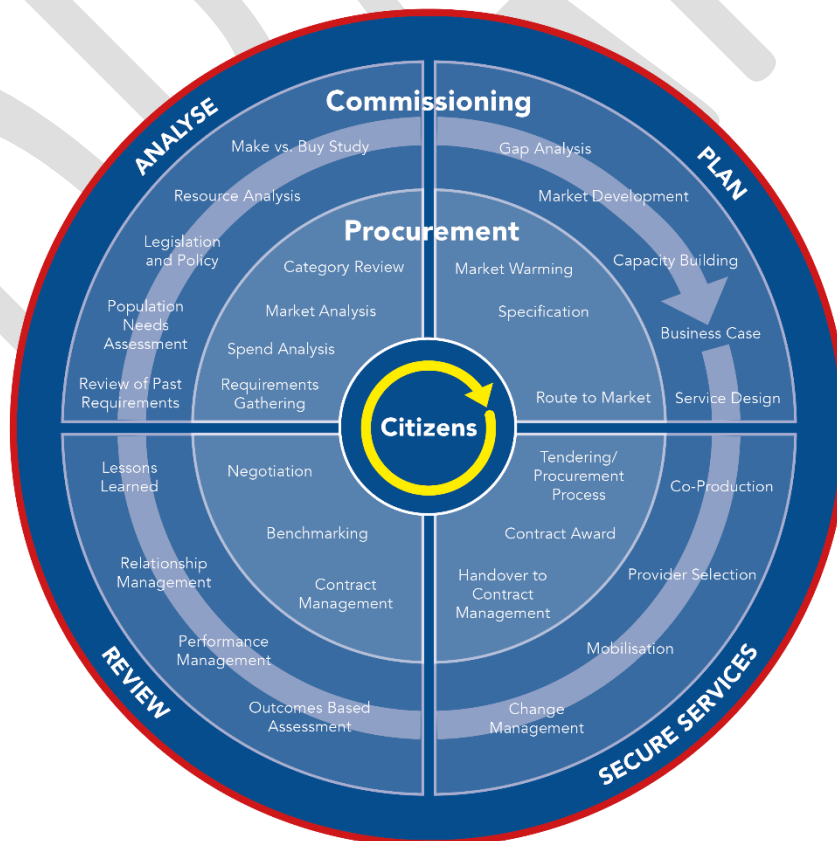 Commissioning
ANALYSE
Make vs. Buy Study
Resource Analysis
Legislation
and Policy
Population
Needs
Assessment
Review of Past
Requirements
PLAN
Gap Analysis
Market Development
Capacity Building
Business Case
Service Design
Procurement
Category Review
Market Analysis
Spend Analysis
Requirements
Gathering
Market Warming
Specification
Route to Market
Citizens
Tendering/
Procurement
Process
Contract Award
Handover to
Contract
Management
Co-Production
Provider Selection
Mobilisation
Change
Management
SECURE SERVICES
Negotiation
Benchmarking
Contract
Management
Lessons
Learned
Relationship
Management
Performance
Management
Outcomes Based
Assessment
REVIEW